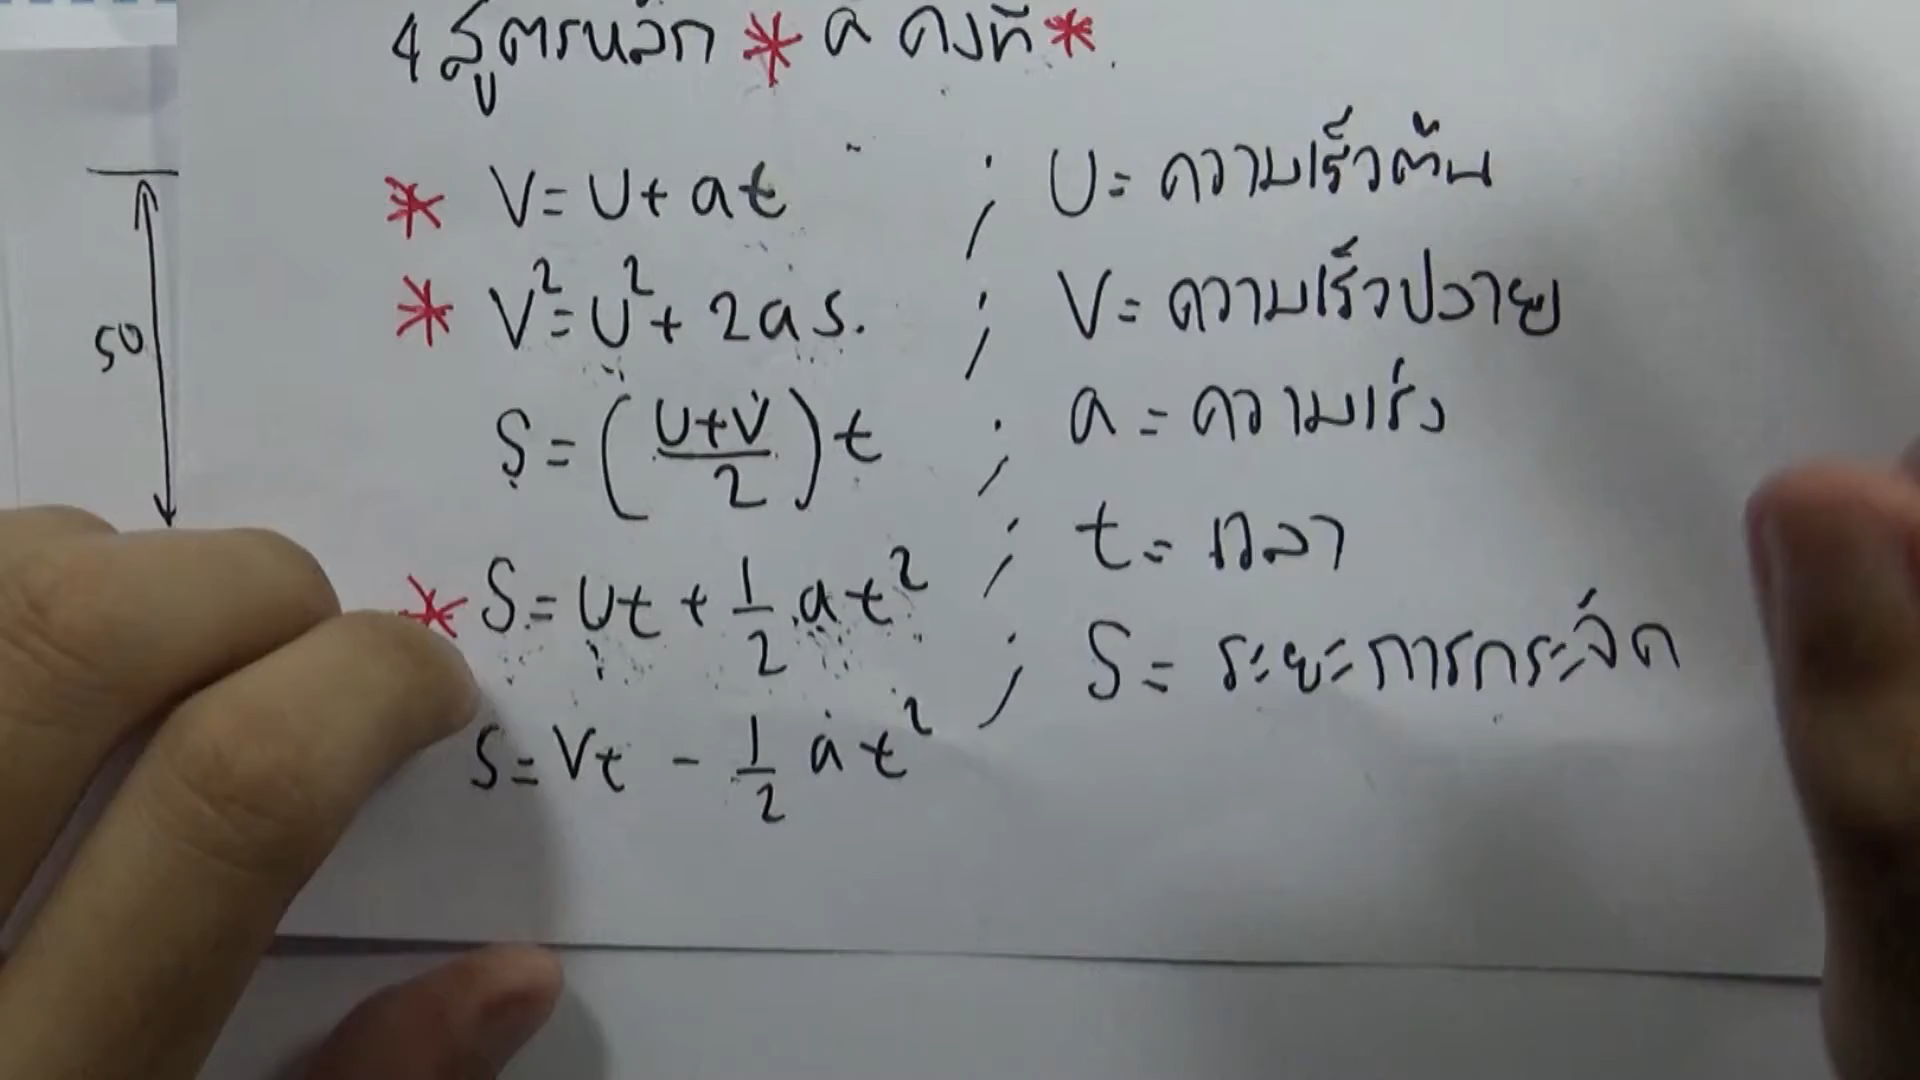 4 สูตรหลัก * a คงที่ *
* V = U + at ; U = ความเร็วต้น
* V² = U² + 2as. ; V = ความเร็วปลาย
S = (U+V/2)t ; a = ความเร่ง
* S = Ut + 1/2 at² ; t = เวลา
S = Vt - 1/2 at² ; S = ระยะการกระจัด
50